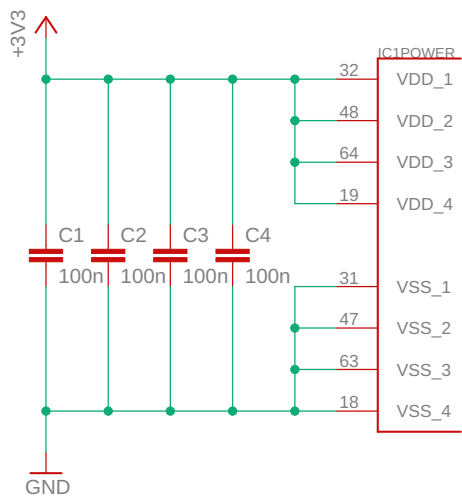 +3V3
IC1POWER
32 VDD_1
48 VDD_2
64 VDD_3
19 VDD_4
C1 C2 C3 C4
100n 100n 100n 100n
31 VSS_1
47 VSS_2
63 VSS_3
18 VSS_4
GND